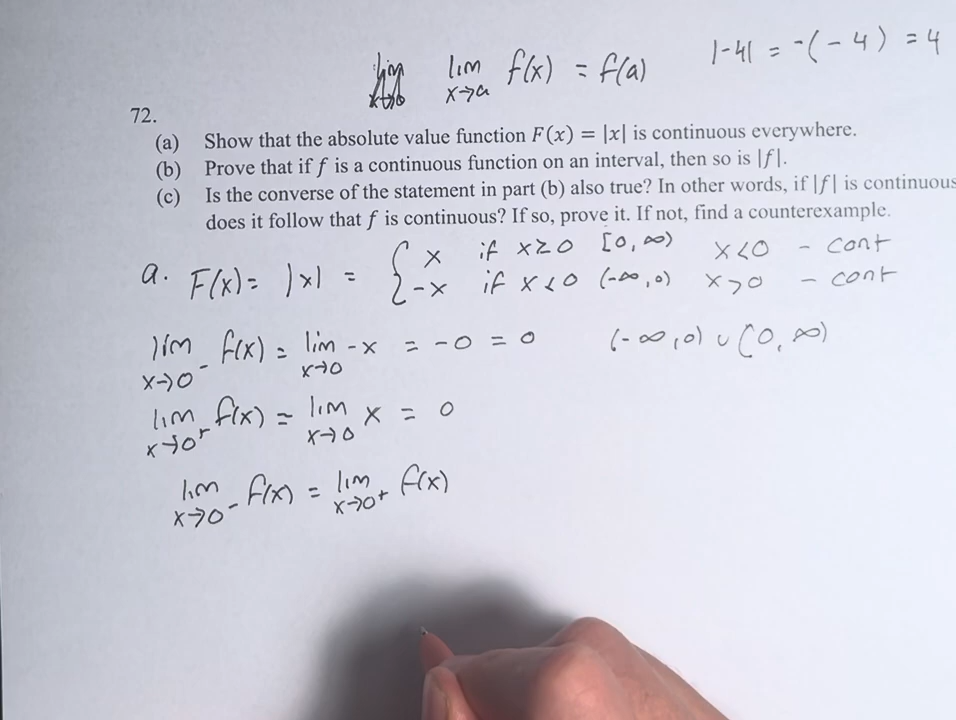 lim x→a f(x) = f(a)
|-4| = -(-4) = 4
72.
(a) Show that the absolute value function F(x) = |x| is continuous everywhere.
(b) Prove that if f is a continuous function on an interval, then so is |f|.
(c) Is the converse of the statement in part (b) also true? In other words, if |f| is continuous
does it follow that f is continuous? If so, prove it. If not, find a counterexample.
a. F(x) = |x| = { x if x ≥ 0 [0, ∞) x < 0 - cont
-x if x < 0 (-∞, 0) x > 0 - cont
lim x→0⁻ f(x) = lim x→0 -x = -0 = 0 (-∞, 0) ∪ (0, ∞)
lim x→0⁺ f(x) = lim x→0 x = 0
lim x→0⁻ f(x) = lim x→0⁺ f(x)